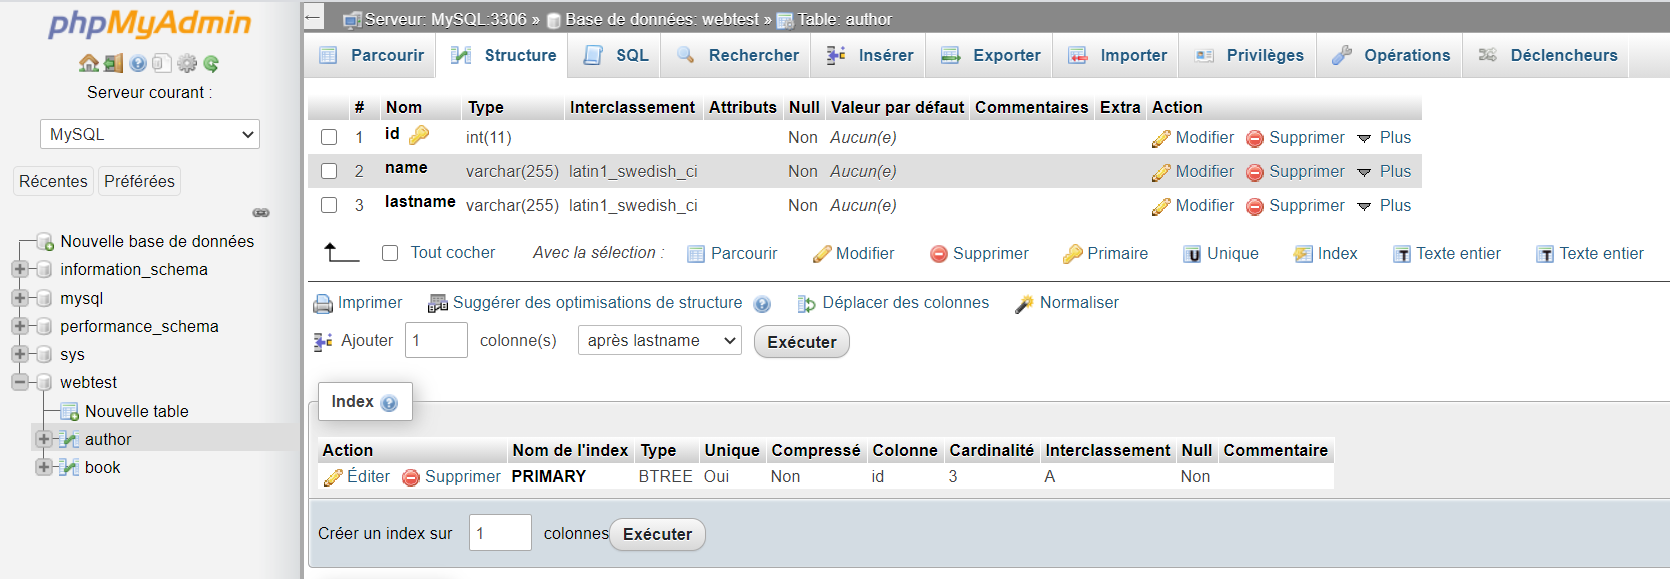 phpMyAdmin
Serveur courant :
MySQL
Récentes Préférées
Nouvelle base de données
information_schema
mysql
performance_schema
sys
webtest
Nouvelle table
author
book
Serveur: MySQL:3306 » Base de données: webtest » Table: author
Parcourir Structure SQL Rechercher Insérer Exporter Importer Privilèges Opérations Déclencheurs
# Nom Type Interclassement Attributs Null Valeur par défaut Commentaires Extra Action
1 id int(11) Non Aucun(e) Modifier Supprimer Plus
2 name varchar(255) latin1_swedish_ci Non Aucun(e) Modifier Supprimer Plus
3 lastname varchar(255) latin1_swedish_ci Non Aucun(e) Modifier Supprimer Plus
Tout cocher Avec la sélection : Parcourir Modifier Supprimer Primaire Unique Index Texte entier Texte entier
Imprimer Suggérer des optimisations de structure Déplacer des colonnes Normaliser
Ajouter 1 colonne(s) après lastname Exécuter
Index
Action Nom de l'index Type Unique Compressé Colonne Cardinalité Interclassement Null Commentaire
Éditer Supprimer PRIMARY BTREE Oui Non id 3 A Non
Créer un index sur 1 colonnes Exécuter